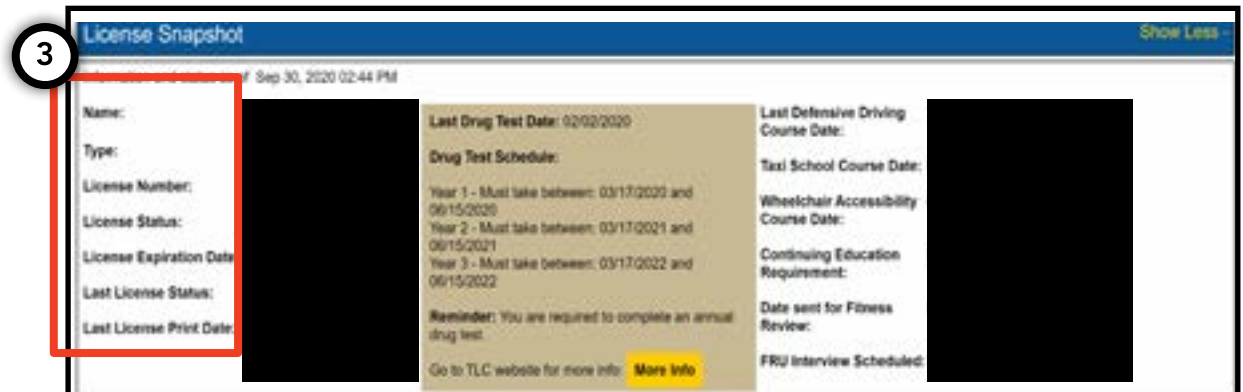 3
License Snapshot
Show Less -
Information and status as of Sep 30, 2020 02:44 PM
Name:
Type:
License Number:
License Status:
License Expiration Date
Last License Status:
Last License Print Date:
Last Drug Test Date: 02/02/2020
Drug Test Schedule:
Year 1 - Must take between: 03/17/2020 and
06/15/2020
Year 2 - Must take between: 03/17/2021 and
06/15/2021
Year 3 - Must take between: 03/17/2022 and
06/15/2022
Reminder: You are required to complete an annual
drug test.
Go to TLC website for more info: More Info
Last Defensive Driving
Course Date:
Taxi School Course Date:
Wheelchair Accessibility
Course Date:
Continuing Education
Requirement:
Date sent for Fitness
Review:
FRU Interview Scheduled: